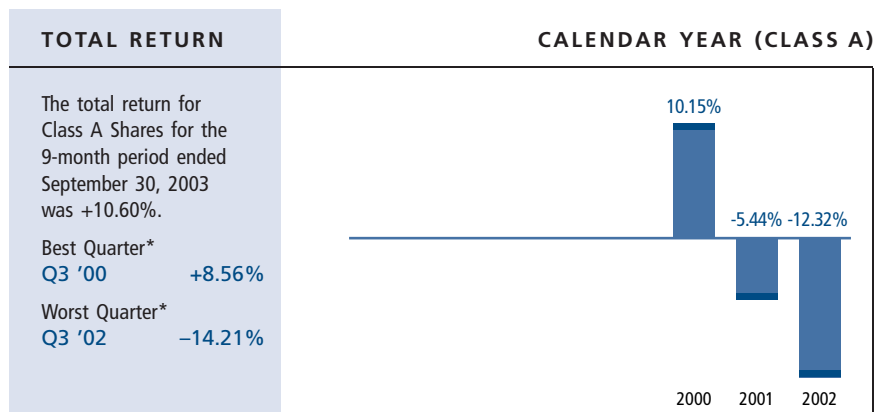 TOTAL RETURN
CALENDAR YEAR (CLASS A)
The total return for
Class A Shares for the
9-month period ended
September 30, 2003
was +10.60%.
Best Quarter*
Q3 ’00 +8.56%
Worst Quarter*
Q3 ’02 –14.21%
10.15%
-5.44% -12.32%
2000 2001 2002